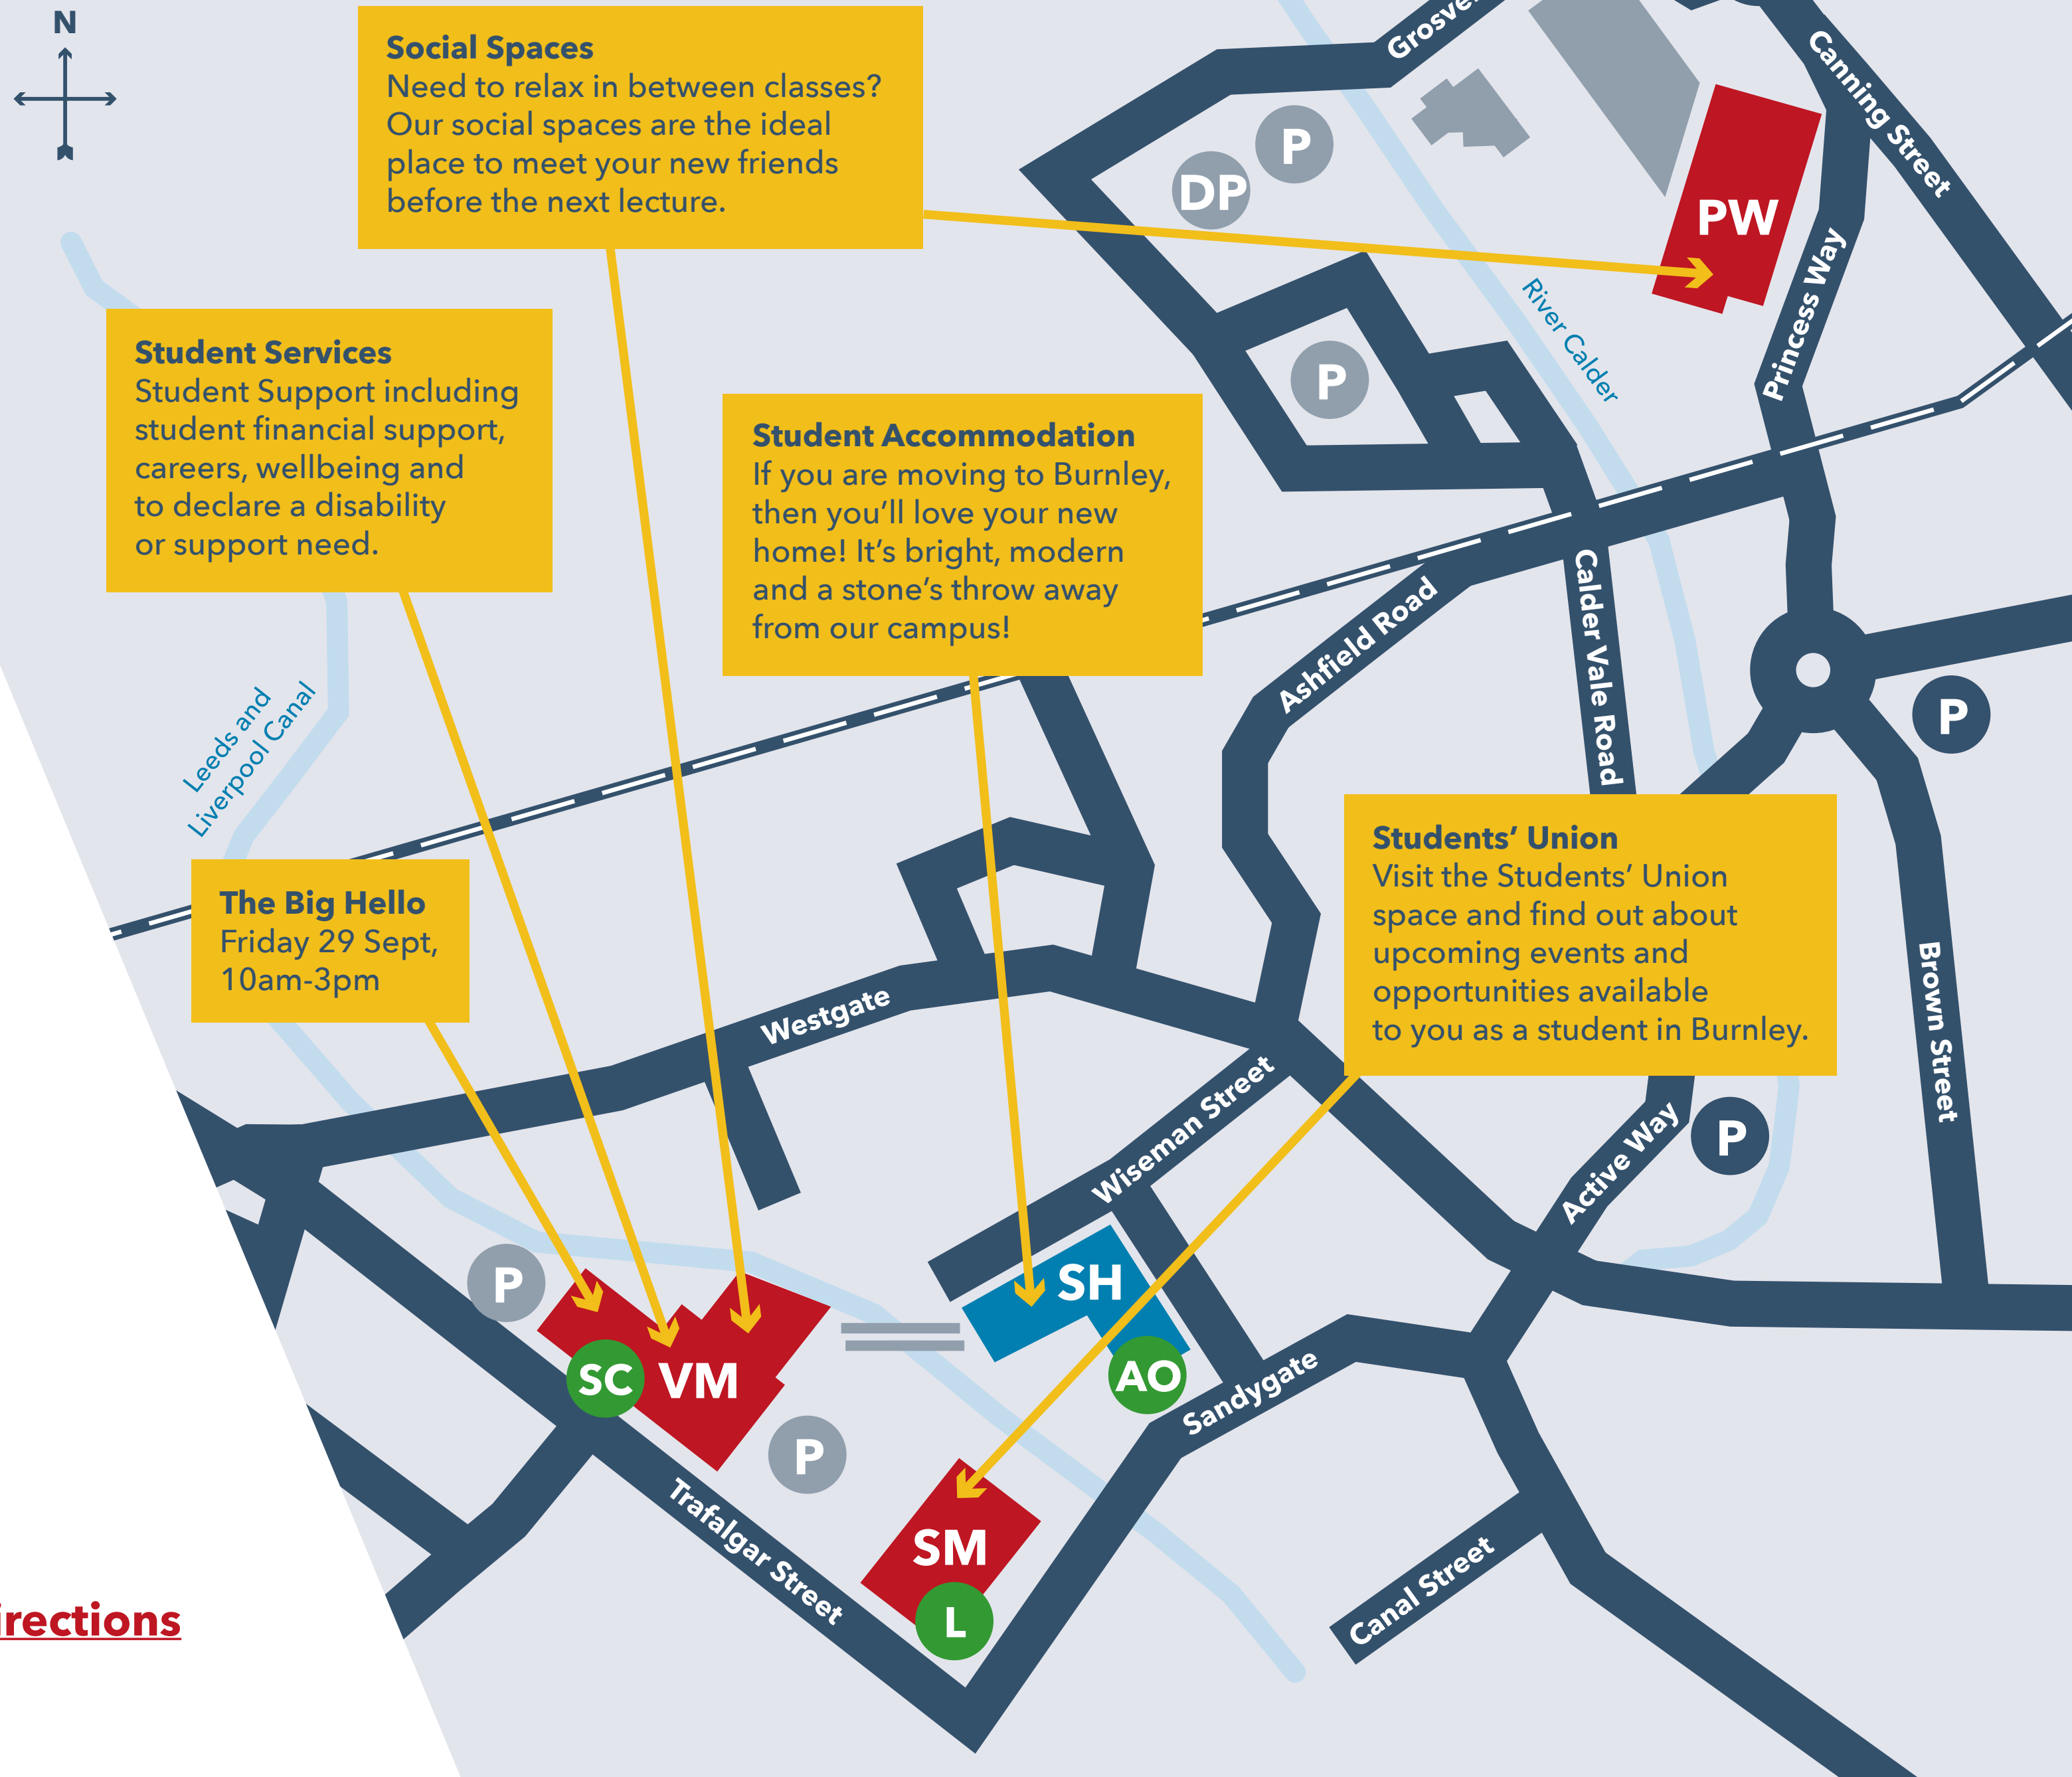 N
Social Spaces
Need to relax in between classes?
Our social spaces are the ideal
place to meet your new friends
before the next lecture.
Canning Street
P
DP
PW
Princess Way
River Calder
Student Services
Student Support including
student financial support,
careers, wellbeing and
to declare a disability
or support need.
P
Student Accommodation
If you are moving to Burnley,
then you’ll love your new
home! It’s bright, modern
and a stone’s throw away
from our campus!
Ashfield Road
Calder Vale Road
P
Leeds and
Liverpool Canal
The Big Hello
Friday 29 Sept,
10am-3pm
Students’ Union
Visit the Students’ Union
space and find out about
upcoming events and
opportunities available
to you as a student in Burnley.
Brown Street
Westgate
Wiseman Street
Active Way
P
P
SH
SC
VM
AO
Sandygate
P
Trafalgar Street
SM
L
Canal Street